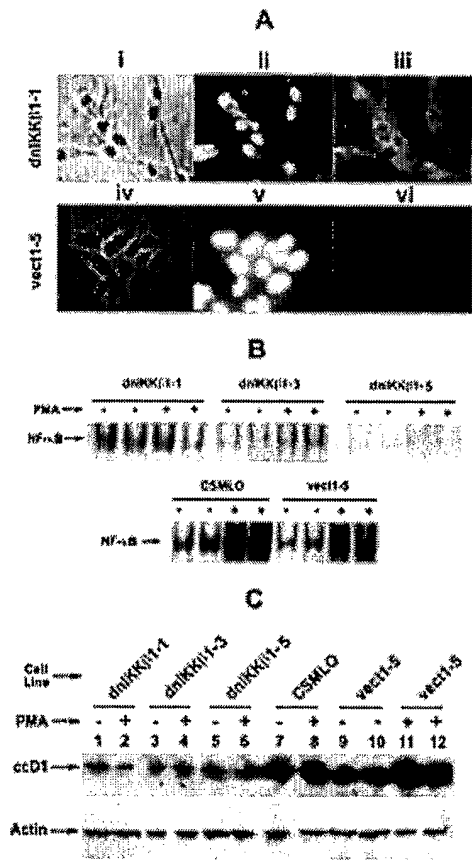 A
i ii iii
dnIKKβ1-1
iv v vi
vect1-5
B
dnIKKβ1-1 dnIKKβ1-3 dnIKKβ1-5
PMA - - + + - - + + - - + +
NF-κB
CSMLO vect1-5
- - + + - - + +
NF-κB
C
Cell Line dnIKKβ1-1 dnIKKβ1-3 dnIKKβ1-5 CSMLO vect1-5 vect1-5
PMA - + - + - + - + - - + +
1 2 3 4 5 6 7 8 9 10 11 12
ccD1
Actin